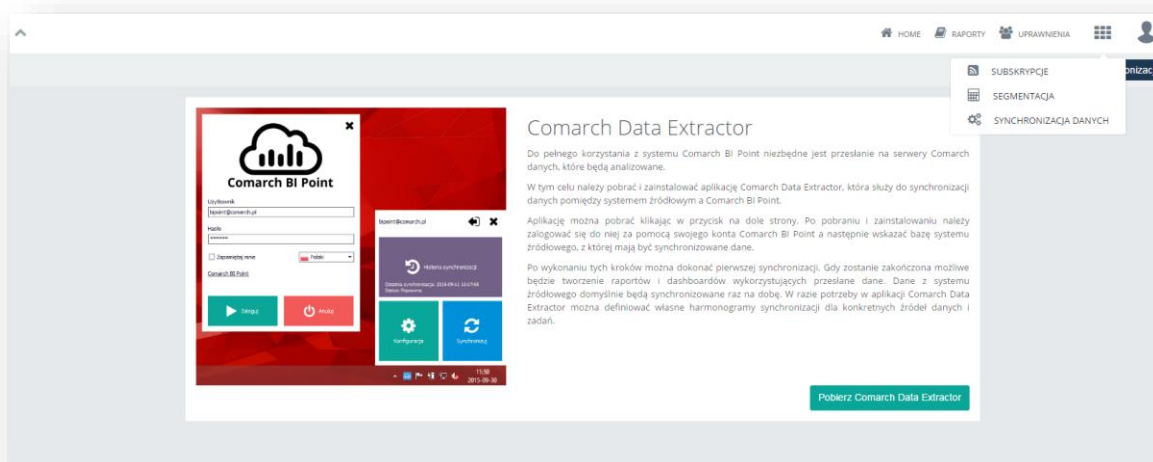 HOME RAPORTY UPRAWNIENIA
SUBSKRYPCJE
SEGMENTACJA
SYNCHRONIZACJA DANYCH
Comarch BI Point
Użytkownik
bipoint@comarch.pl
Hasło
*******
Zapamiętaj mnie Polski
Comarch BI Point
Zaloguj Anuluj
bipoint@comarch.pl
Historia synchronizacji
Konfiguracja Synchronizuj
11:50
2015-09-30
Comarch Data Extractor
Do pełnego korzystania z systemu Comarch BI Point niezbędne jest przesłanie na serwery Comarch
danych, które będą analizowane.
W tym celu należy pobrać i zainstalować aplikację Comarch Data Extractor, która służy do synchronizacji
danych pomiędzy systemem źródłowym a Comarch BI Point.
Aplikację można pobrać klikając w przycisk na dole strony. Po pobraniu i zainstalowaniu należy
zalogować się do niej za pomocą swojego konta Comarch BI Point a następnie wskazać bazę systemu
źródłowego, z której mają być synchronizowane dane.
Po wykonaniu tych kroków można dokonać pierwszej synchronizacji. Gdy zostanie zakończona możliwe
będzie tworzenie raportów i dashboardów wykorzystujących przesłane dane. Dane z systemu
źródłowego domyślnie będą synchronizowane raz na dobę. W razie potrzeby w aplikacji Comarch Data
Extractor można definiować własne harmonogramy synchronizacji dla konkretnych źródeł danych i
zadań.
Pobierz Comarch Data Extractor